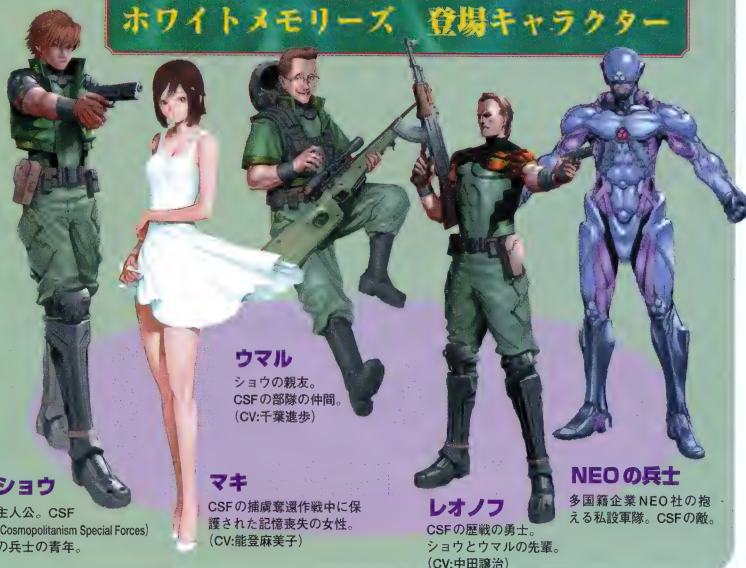 ホワイトメモリーズ 登場キャラクター
ウマル
ショウの親友。
CSFの部隊の仲間。
(CV:千葉進歩)
ショウ
主人公。CSF
(Cosmopolitanism Special Forces)
の兵士の青年。
マキ
CSFの捕虜奪還作戦中に保
護された記憶喪失の女性。
(CV:能登麻美子)
レオノフ
CSFの歴戦の勇士。
ショウとウマルの先輩。
(CV:中田譲治)
NEOの兵士
多国籍企業NEO社の抱
える私設軍隊。CSFの敵。